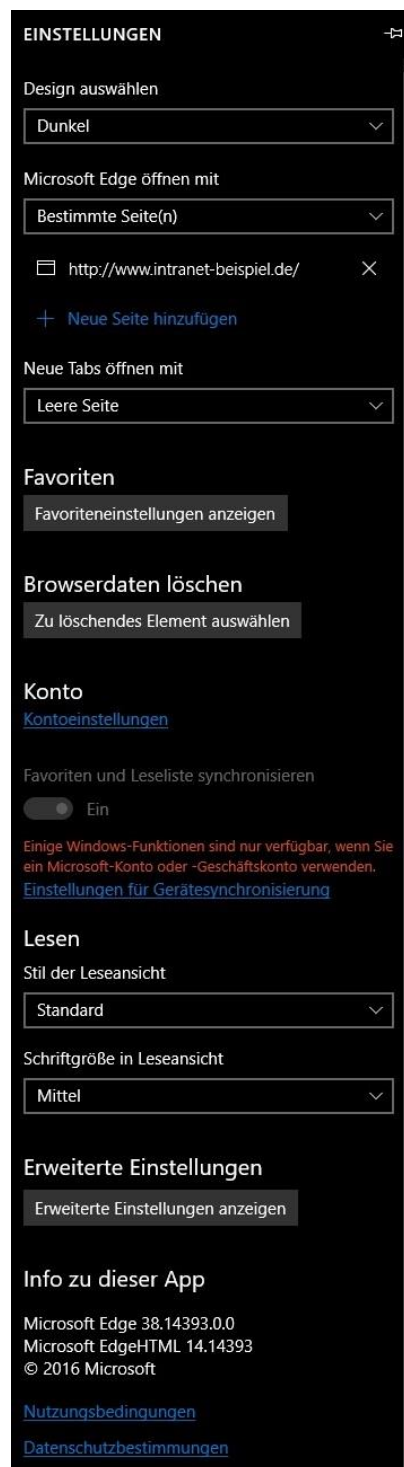 EINSTELLUNGEN
Design auswählen
Dunkel
Microsoft Edge öffnen mit
Bestimmte Seite(n)
http://www.intranet-beispiel.de/
Neue Seite hinzufügen
Neue Tabs öffnen mit
Leere Seite
Favoriten
Favoriteneinstellungen anzeigen
Browserdaten löschen
Zu löschendes Element auswählen
Konto
Kontoeinstellungen
Favoriten und Leseliste synchronisieren
Ein
Einige Windows-Funktionen sind nur verfügbar, wenn Sie
ein Microsoft-Konto oder -Geschäftskonto verwenden.
Einstellungen für Gerätesynchronisierung
Lesen
Stil der Leseansicht
Standard
Schriftgröße in Leseansicht
Mittel
Erweiterte Einstellungen
Erweiterte Einstellungen anzeigen
Info zu dieser App
Microsoft Edge 38.14393.0.0
Microsoft EdgeHTML 14.14393
© 2016 Microsoft
Nutzungsbedingungen
Datenschutzbestimmungen